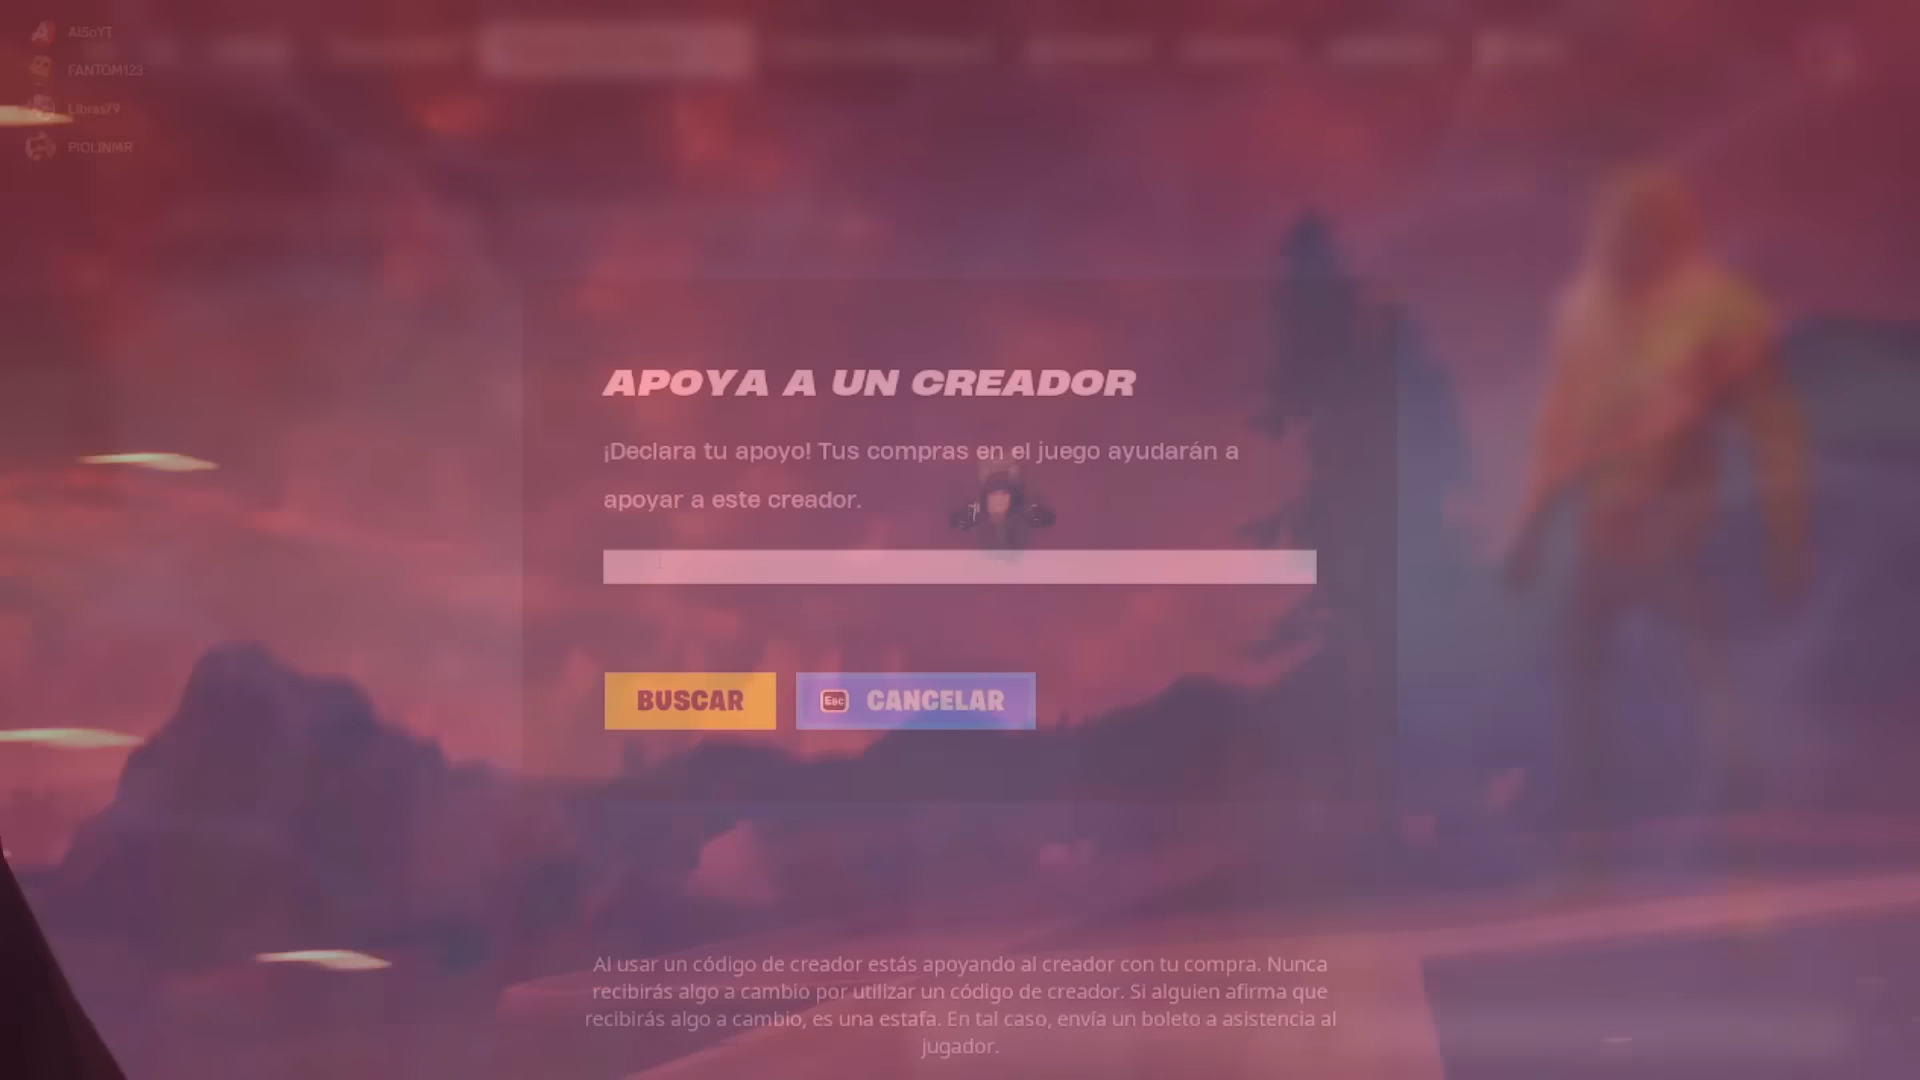 AlSoYT
FANTOM123
Libras79
PIOLINMR
APOYA A UN CREADOR
¡Declara tu apoyo! Tus compras en el juego ayudarán a
apoyar a este creador.
BUSCAR
Esc CANCELAR
Al usar un código de creador estás apoyando al creador con tu compra. Nunca
recibirás algo a cambio por utilizar un código de creador. Si alguien afirma que
recibirás algo a cambio, es una estafa. En tal caso, envía un boleto a asistencia al
jugador.